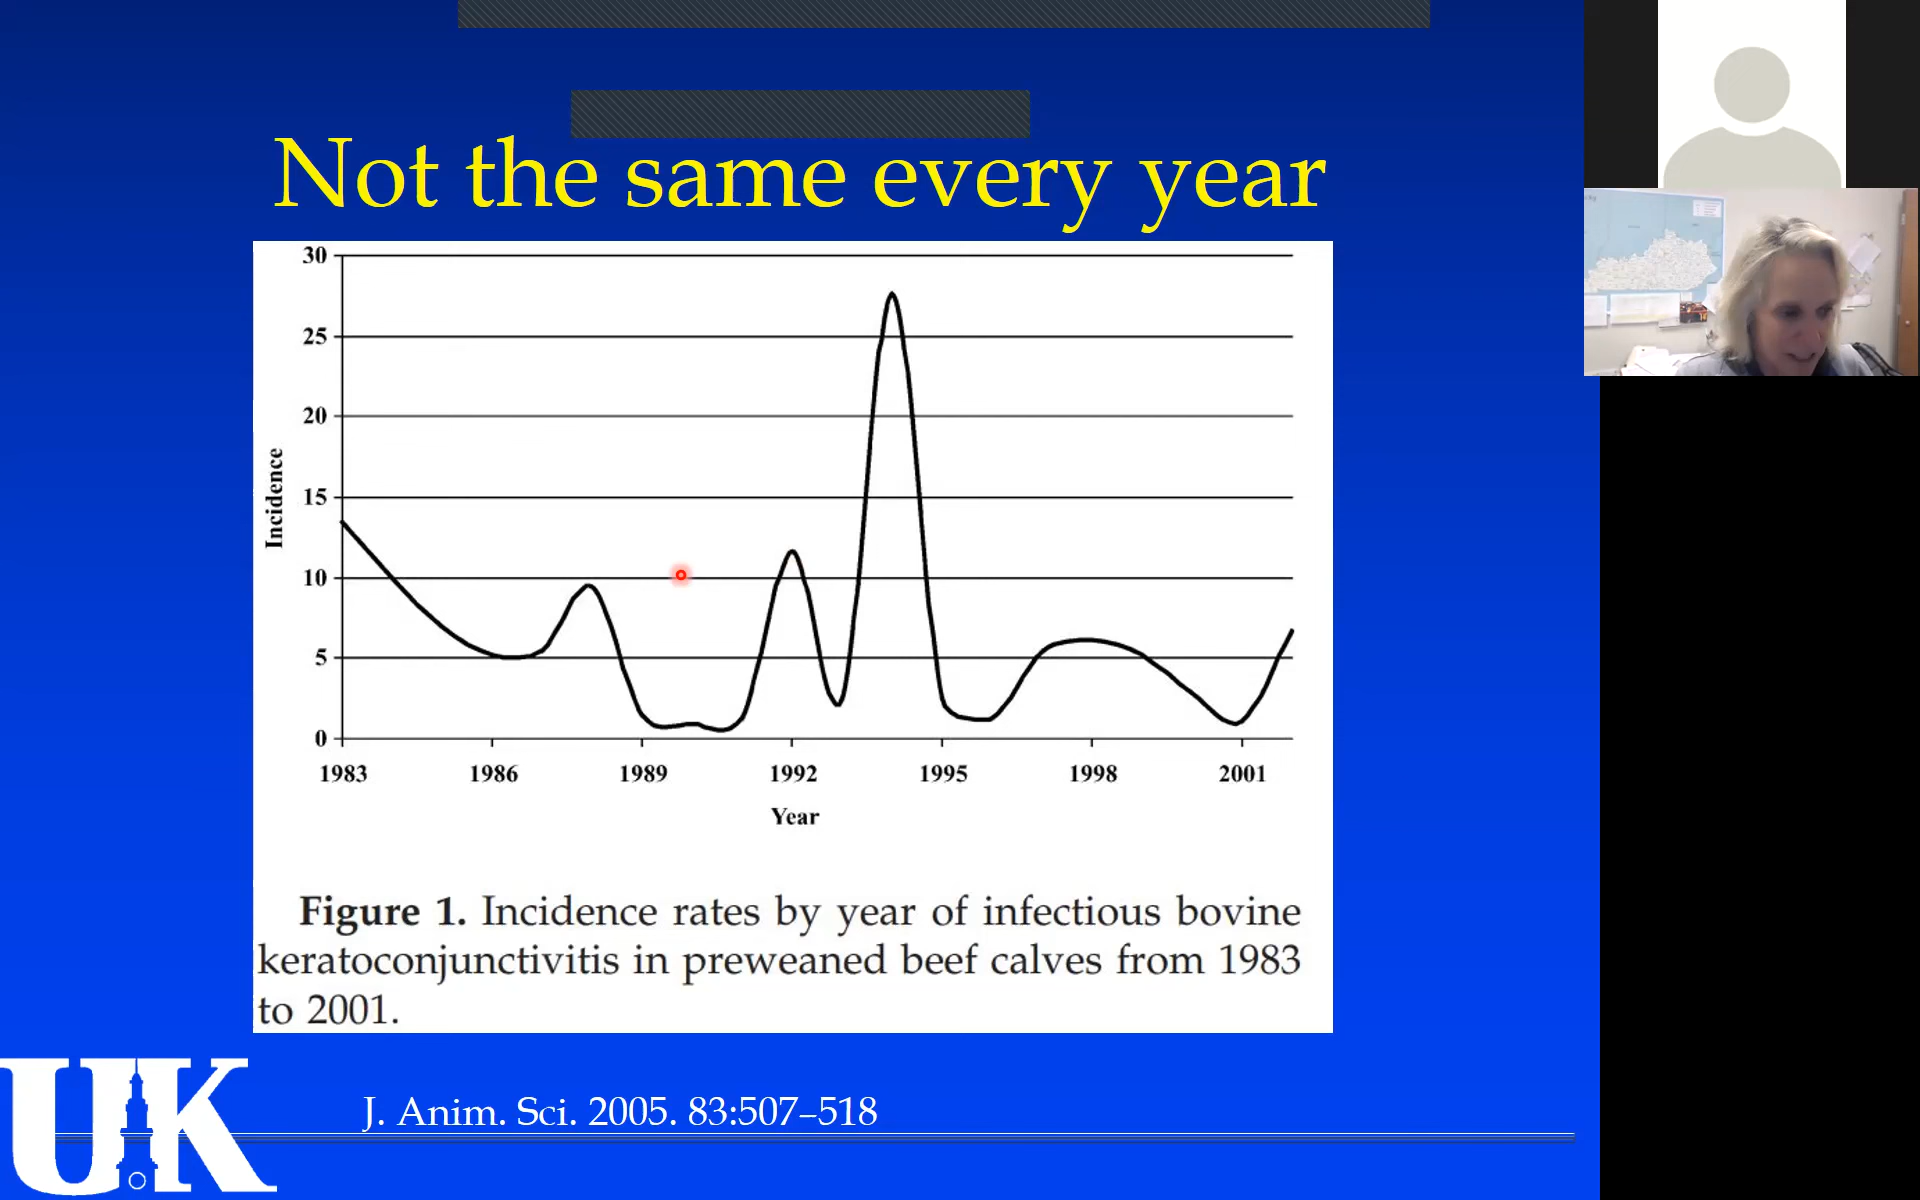 Not the same every year
30
25
20
15
10
5
0
Incidence
1983 1986 1989 1992 1995 1998 2001
Year
Figure 1. Incidence rates by year of infectious bovine
keratoconjunctivitis in preweaned beef calves from 1983
to 2001.
UK
J. Anim. Sci. 2005. 83:507–518